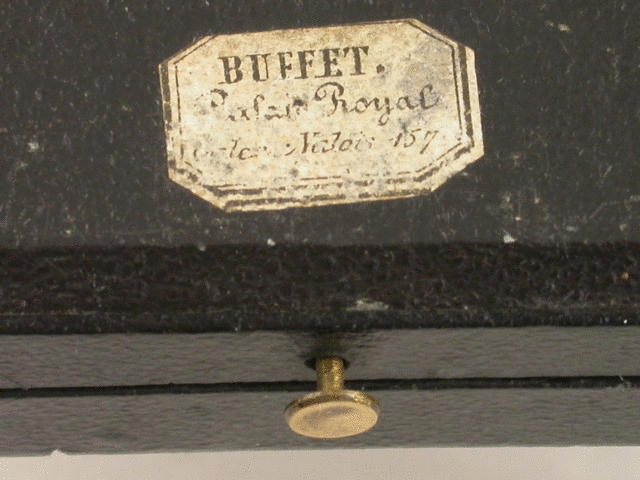 BUFFET.
Palais Royal
Valois 157